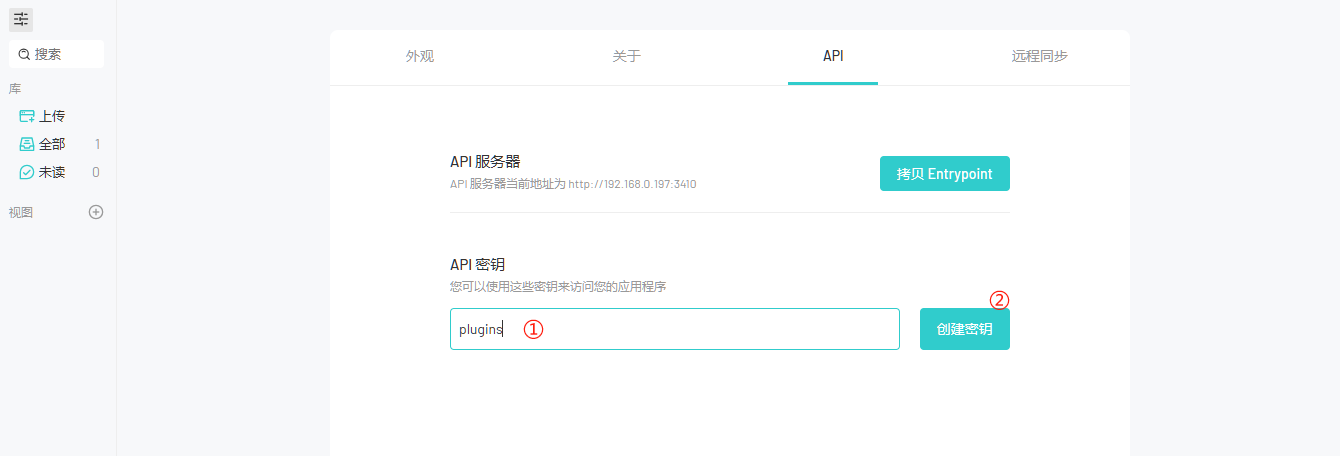 搜索
库
上传
全部 1
未读 0
视图
外观 关于 API 远程同步
API 服务器
API 服务器当前地址为 http://192.168.0.197:3410
拷贝 Entrypoint
API 密钥
您可以使用这些密钥来访问您的应用程序
plugins ①
②
创建密钥